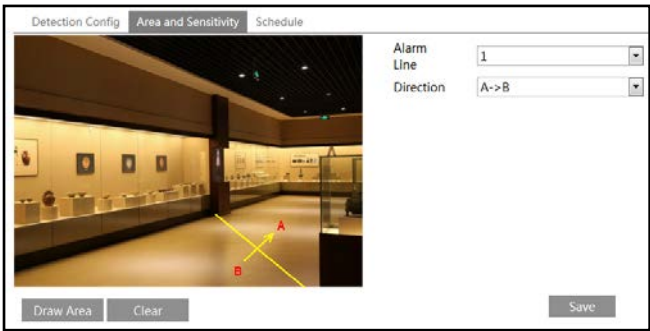 Detection Config Area and Sensitivity Schedule
Alarm Line 1
Direction A->B
A
B
Draw Area Clear Save